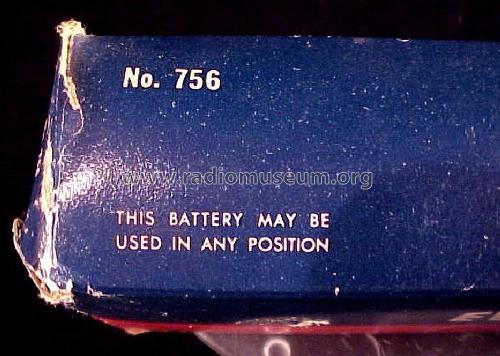 No. 756
www.radiomuseum.org
THIS BATTERY MAY BE
USED IN ANY POSITION